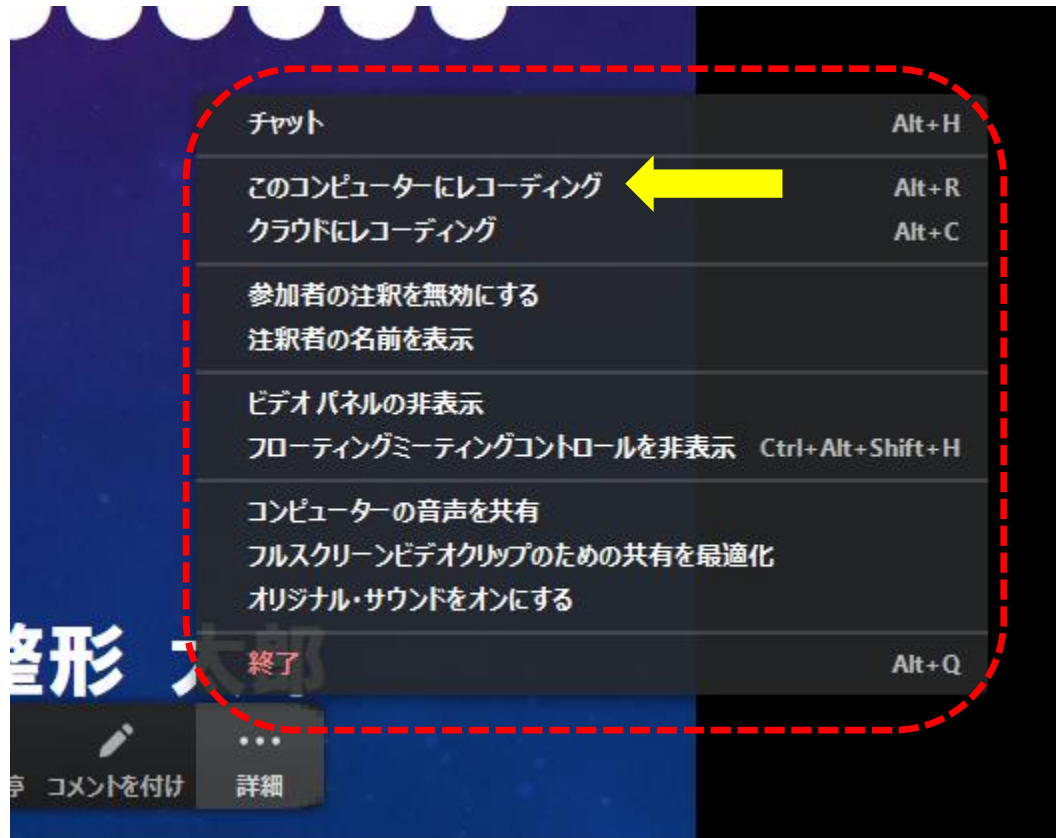 チャット Alt+H
このコンピューターにレコーディング Alt+R
クラウドにレコーディング Alt+C
参加者の注釈を無効にする
注釈者の名前を表示
ビデオ パネルの非表示
フローティングミーティングコントロールを非表示 Ctrl+Alt+Shift+H
コンピューターの音声を共有
フルスクリーンビデオクリップのための共有を最適化
オリジナル・サウンドをオンにする
整形 太郎
終了 Alt+Q
コメントを付け 詳細